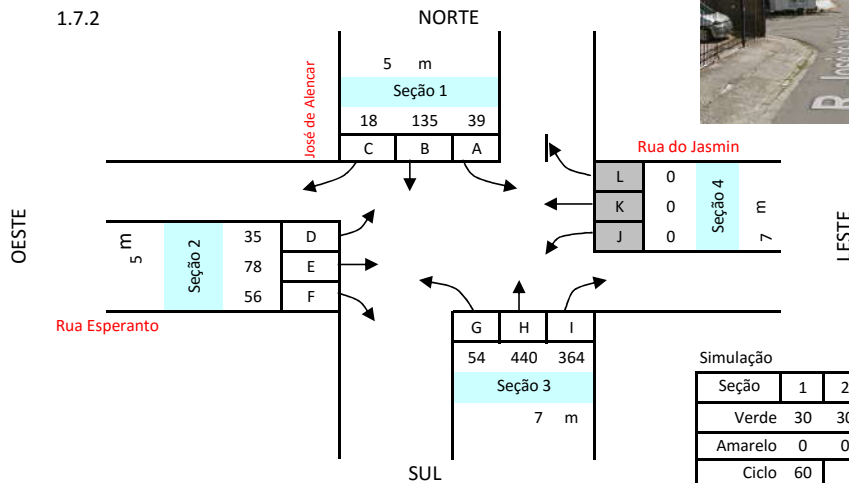 1.7.2
NORTE
5 m
Seção 1
José de Alencar
18 135 39
C B A
Rua do Jasmin
L 0
K 0
J 0
Seção 4
7 m
OESTE
LESTE
5 m
Seção 2
35 D
78 E
56 F
Rua Esperanto
G H I
54 440 364
Seção 3
7 m
SUL
Simulação
Seção 1 2
Verde 30 30
Amarelo 0 0
Ciclo 60